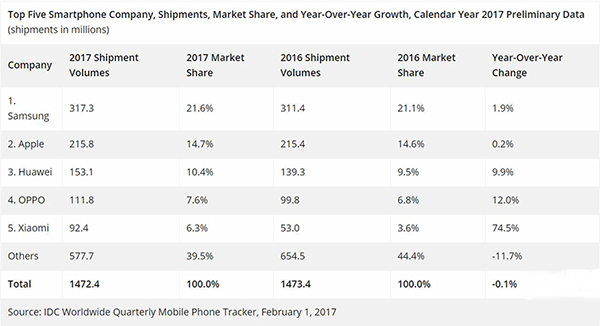 Top Five Smartphone Company, Shipments, Market Share, and Year-Over-Year Growth, Calendar Year 2017 Preliminary Data
(shipments in millions)
Company 2017 Shipment Volumes 2017 Market Share 2016 Shipment Volumes 2016 Market Share Year-Over-Year Change
1. Samsung 317.3 21.6% 311.4 21.1% 1.9%
2. Apple 215.8 14.7% 215.4 14.6% 0.2%
3. Huawei 153.1 10.4% 139.3 9.5% 9.9%
4. OPPO 111.8 7.6% 99.8 6.8% 12.0%
5. Xiaomi 92.4 6.3% 53.0 3.6% 74.5%
Others 577.7 39.5% 654.5 44.4% -11.7%
Total 1472.4 100.0% 1473.4 100.0% -0.1%
Source: IDC Worldwide Quarterly Mobile Phone Tracker, February 1, 2017